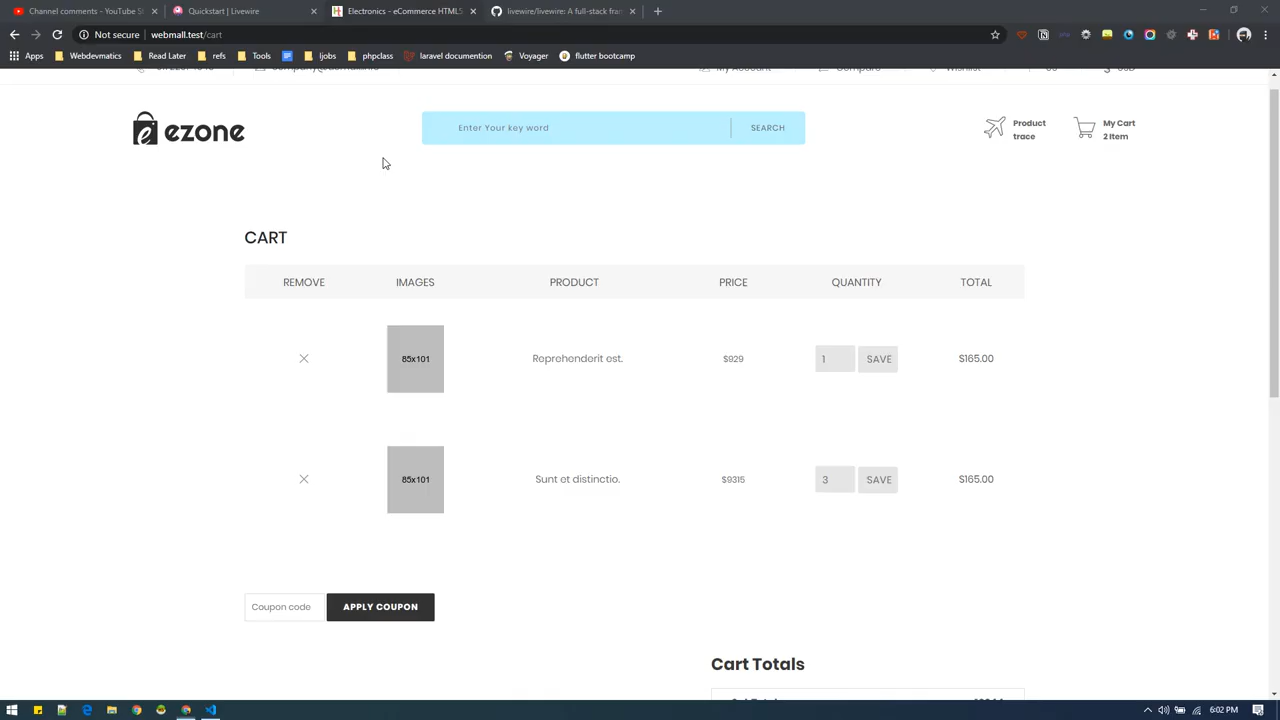 Channel comments - YouTube S
Quickstart | Livewire
Electronics - eCommerce HTML5
livewire/livewire: A full-stack fran
Not secure | webmall.test/cart
Apps
Webdevmatics
Read Later
refs
Tools
ljobs
phpclass
laravel documentation
Voyager
flutter bootcamp
My Account
Compare
Wishlist
US
$ USD
ezone
Enter Your key word
SEARCH
Product trace
My Cart 2 Item
CART
REMOVE IMAGES PRODUCT PRICE QUANTITY TOTAL
85x101 Reprehenderit est. $929 1 SAVE $165.00
85x101 Sunt et distinctio. $9315 3 SAVE $165.00
Coupon code APPLY COUPON
Cart Totals
6:02 PM